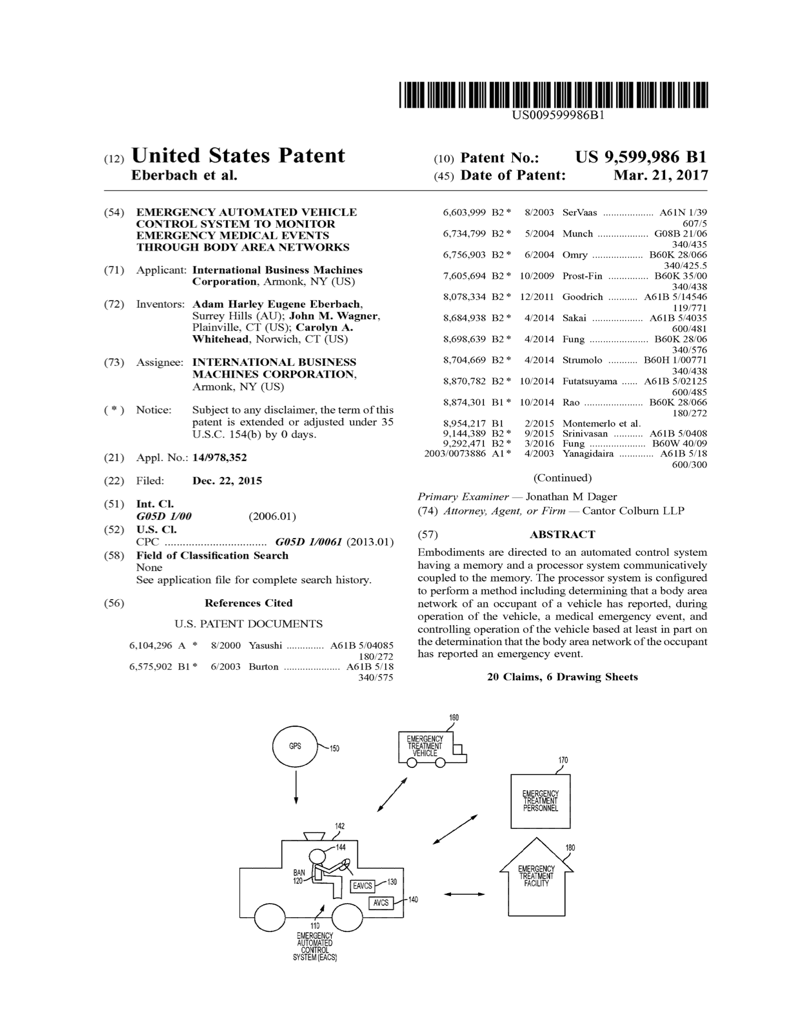 US009599986B1
(12) United States Patent
Eberbach et al.
(10) Patent No.: US 9,599,986 B1
(45) Date of Patent: Mar. 21, 2017
(54) EMERGENCY AUTOMATED VEHICLE
CONTROL SYSTEM TO MONITOR
EMERGENCY MEDICAL EVENTS
THROUGH BODY AREA NETWORKS
(71) Applicant: International Business Machines
Corporation, Armonk, NY (US)
(72) Inventors: Adam Harley Eugene Eberbach,
Surrey Hills (AU); John M. Wagner,
Plainville, CT (US); Carolyn A.
Whitehead, Norwich, CT (US)
(73) Assignee: INTERNATIONAL BUSINESS
MACHINES CORPORATION,
Armonk, NY (US)
( * ) Notice: Subject to any disclaimer, the term of this
patent is extended or adjusted under 35
U.S.C. 154(b) by 0 days.
(21) Appl. No.: 14/978,352
(22) Filed: Dec. 22, 2015
(51) Int. Cl.
G05D 1/00 (2006.01)
(52) U.S. Cl.
CPC .................................. G05D 1/0061 (2013.01)
(58) Field of Classification Search
None
See application file for complete search history.
(56) References Cited
U.S. PATENT DOCUMENTS
6,104,296 A * 8/2000 Yasushi ............. A61B 5/04085
180/272
6,575,902 B1 * 6/2003 Burton ................... A61B 5/18
340/575
6,603,999 B2 * 8/2003 SerVaas ................. A61N 1/39
607/5
6,734,799 B2 * 5/2004 Munch ................. G08B 21/06
340/435
6,756,903 B2 * 6/2004 Omry ................. B60K 28/066
340/425.5
7,605,694 B2 * 10/2009 Prost-Fin .............. B60K 35/00
340/438
8,078,334 B2 * 12/2011 Goodrich .......... A61B 5/14546
119/771
8,684,938 B2 * 4/2014 Sakai ................. A61B 5/4035
600/481
8,698,639 B2 * 4/2014 Fung ...................... B60K 28/06
340/576
8,704,669 B2 * 4/2014 Strumolo .......... B60H 1/00771
340/438
8,870,782 B2 * 10/2014 Futatsuyama ...... A61B 5/02125
600/485
8,874,301 B1 * 10/2014 Rao ...................... B60K 28/066
180/272
8,954,217 B1 2/2015 Montemerlo et al.
9,144,389 B2 * 9/2015 Srinivasan .......... A61B 5/0408
9,292,471 B2 * 3/2016 Fung ...................... B60W 40/09
2003/0073886 A1 * 4/2003 Yanagidaira ............ A61B 5/18
600/300
(Continued)
Primary Examiner — Jonathan M Dager
(74) Attorney, Agent, or Firm — Cantor Colburn LLP
(57) ABSTRACT
Embodiments are directed to an automated control system
having a memory and a processor system communicatively
coupled to the memory. The processor system is configured
to perform a method including determining that a body area
network of an occupant of a vehicle has reported, during
operation of the vehicle, a medical emergency event, and
controlling operation of the vehicle based at least in part on
the determination that the body area network of the occupant
has reported an emergency event.
20 Claims, 6 Drawing Sheets
GPS
150
160
EMERGENCY
TREATMENT
VEHICLE
170
EMERGENCY
TREATMENT
PERSONNEL
142
144
BAN
120
EAVCS
130
AVCS
140
180
EMERGENCY
TREATMENT
FACILITY
110
EMERGENCY
AUTOMATED
CONTROL
SYSTEM (EACS)